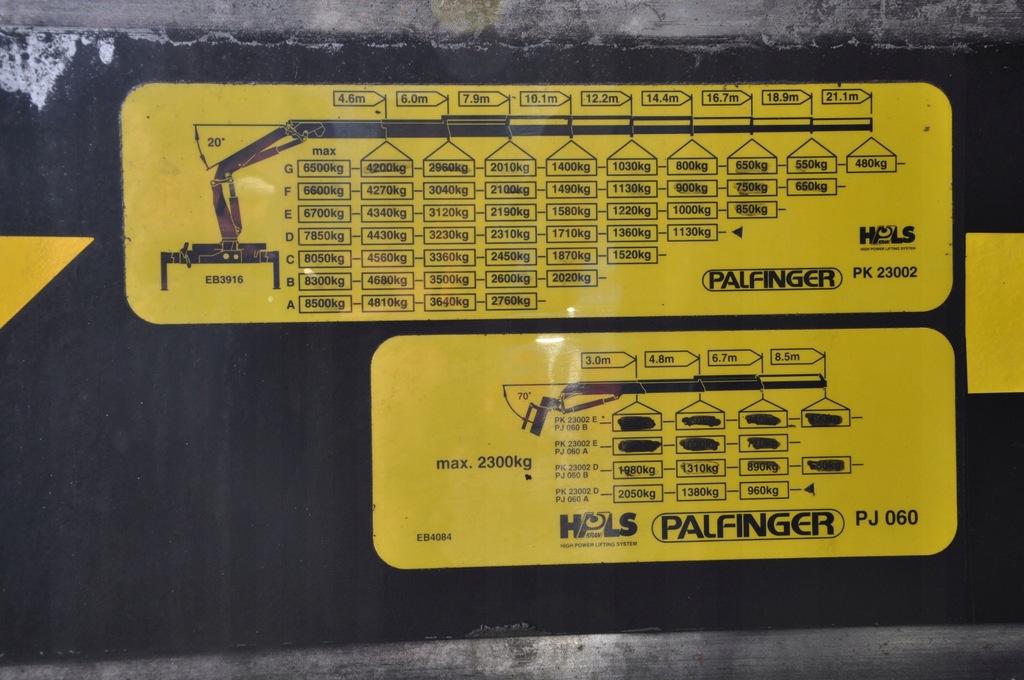 4.6m 6.0m 7.9m 10.1m 12.2m 14.4m 16.7m 18.9m 21.1m
20°
max
G 6500kg 4200kg 2960kg 2010kg 1400kg 1030kg 800kg 650kg 550kg 480kg
F 6600kg 4270kg 3040kg 2100kg 1490kg 1130kg 900kg 750kg 650kg
E 6700kg 4340kg 3120kg 2190kg 1580kg 1220kg 1000kg 850kg
D 7850kg 4430kg 3230kg 2310kg 1710kg 1360kg 1130kg
C 8050kg 4560kg 3360kg 2450kg 1870kg 1520kg
B 8300kg 4680kg 3500kg 2600kg 2020kg
A 8500kg 4810kg 3640kg 2760kg
EB3916
HPLS
KRAN
HIGH POWER LIFTING SYSTEM
PALFINGER PK 23002
3.0m 4.8m 6.7m 8.5m
70°
PK 23002 E
PJ 060 B
PK 23002 E
PJ 060 A
max. 2300kg
PK 23002 D
PJ 060 B
1980kg 1310kg 890kg
PK 23002 D
PJ 060 A
2050kg 1380kg 960kg
EB4084
HPLS
KRAN
HIGH POWER LIFTING SYSTEM
PALFINGER PJ 060